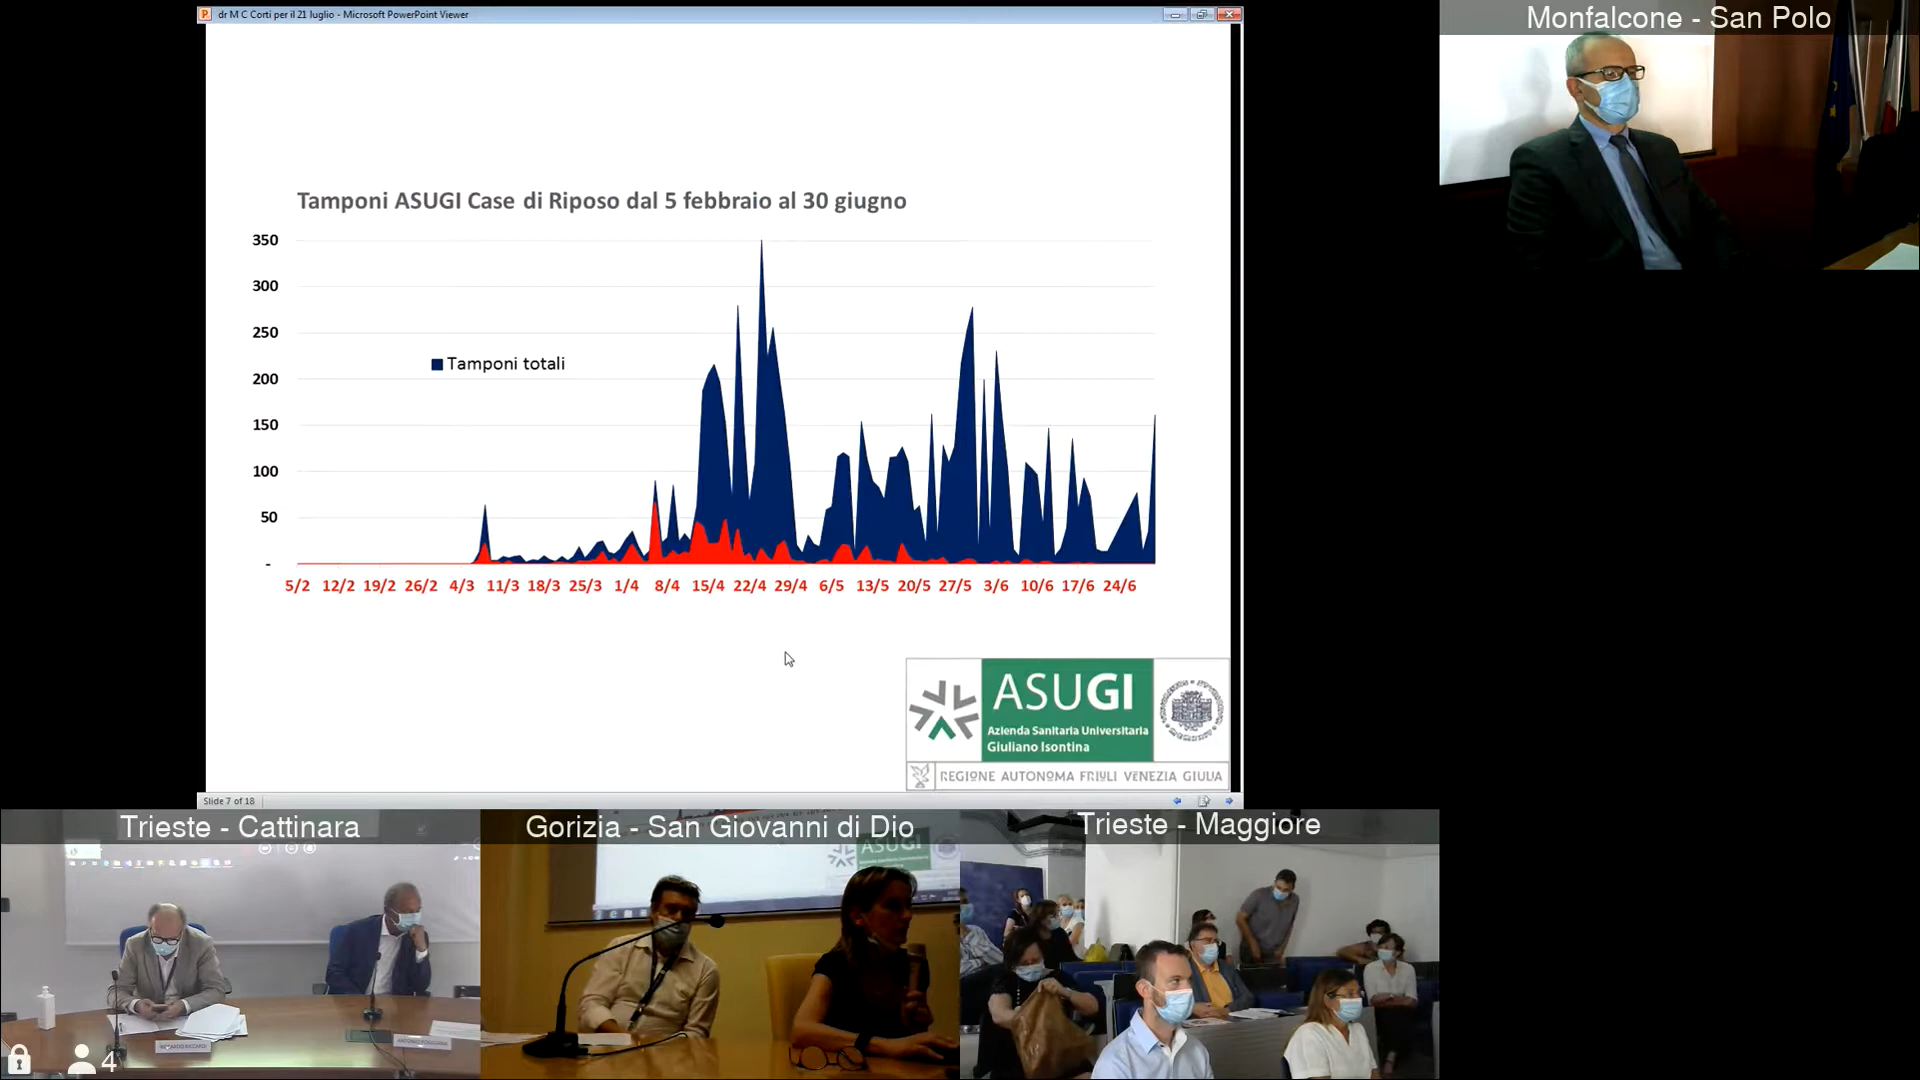 dr M C Corti per il 21 luglio - Microsoft PowerPoint Viewer
Monfalcone - San Polo
Tamponi ASUGI Case di Riposo dal 5 febbraio al 30 giugno
350
300
250
200
150
100
50
-
Tamponi totali
5/2 12/2 19/2 26/2 4/3 11/3 18/3 25/3 1/4 8/4 15/4 22/4 29/4 6/5 13/5 20/5 27/5 3/6 10/6 17/6 24/6
ASUGI
Azienda Sanitaria Universitaria
Giuliano Isontina
REGIONE AUTONOMA FRIULI VENEZIA GIULIA
Slide 7 of 18
Trieste - Cattinara
Gorizia - San Giovanni di Dio
Trieste - Maggiore
ASUGI
4